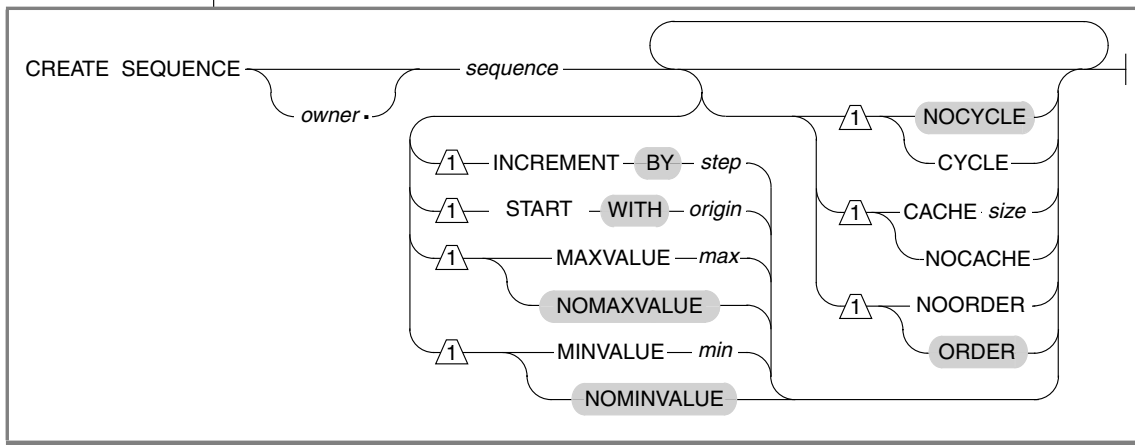 CREATE SEQUENCE owner. sequence
1 INCREMENT BY step
1 START WITH origin
1 MAXVALUE max
NOMAXVALUE
1 MINVALUE min
NOMINVALUE
1 NOCYCLE
CYCLE
1 CACHE size
NOCACHE
1 NOORDER
ORDER